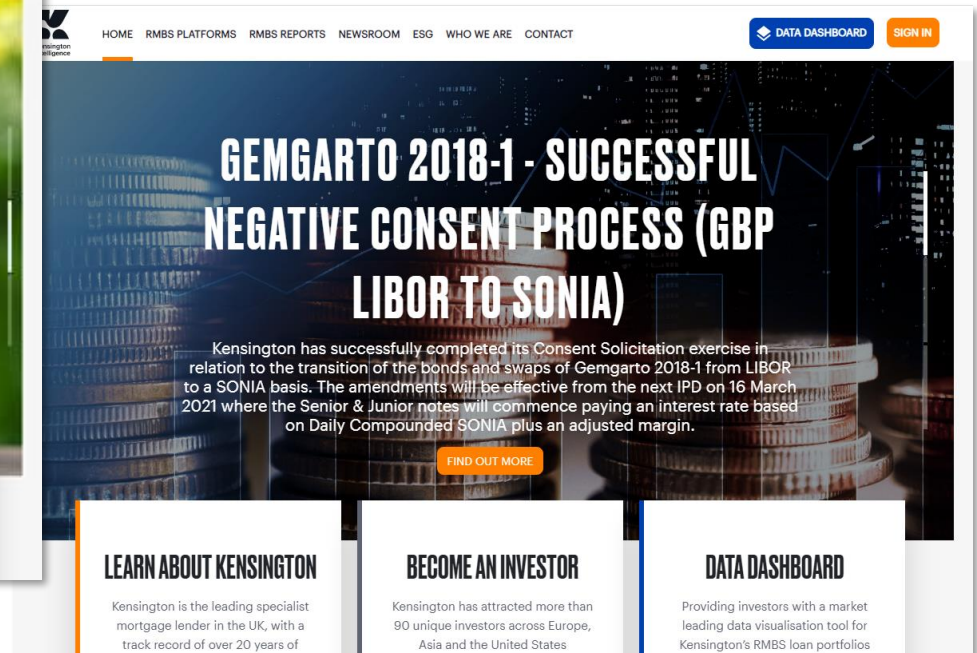 HOME RMBS PLATFORMS RMBS REPORTS NEWSROOM ESG WHO WE ARE CONTACT
DATA DASHBOARD
SIGN IN
GEMGARTO 2018-1 - SUCCESSFUL
NEGATIVE CONSENT PROCESS (GBP
LIBOR TO SONIA)
Kensington has successfully completed its Consent Solicitation exercise in
relation to the transition of the bonds and swaps of Gemgarto 2018-1 from LIBOR
to a SONIA basis. The amendments will be effective from the next IPD on 16 March
2021 where the Senior & Junior notes will commence paying an interest rate based
on Daily Compounded SONIA plus an adjusted margin.
FIND OUT MORE
LEARN ABOUT KENSINGTON
Kensington is the leading specialist
mortgage lender in the UK, with a
track record of over 20 years of
BECOME AN INVESTOR
Kensington has attracted more than
90 unique investors across Europe,
Asia and the United States
DATA DASHBOARD
Providing investors with a market
leading data visualisation tool for
Kensington's RMBS loan portfolios